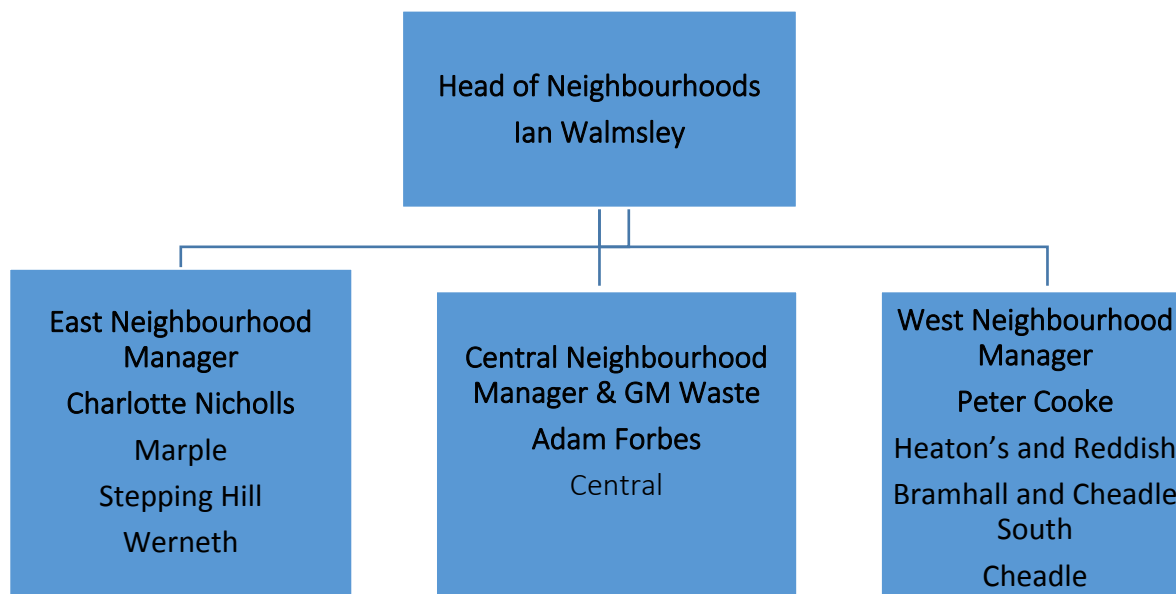 Head of Neighbourhoods
Ian Walmsley
East Neighbourhood
Manager
Charlotte Nicholls
Marple
Stepping Hill
Werneth
Central Neighbourhood
Manager & GM Waste
Adam Forbes
Central
West Neighbourhood
Manager
Peter Cooke
Heaton’s and Reddish
Bramhall and Cheadle
South
Cheadle